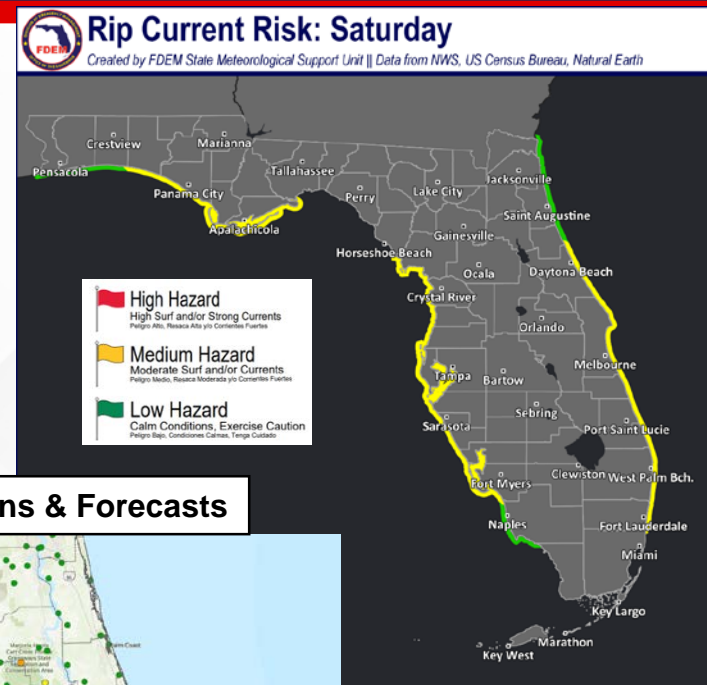 FDEM
Rip Current Risk: Saturday
Created by FDEM State Meteorological Support Unit || Data from NWS, US Census Bureau, Natural Earth
Crestview
Marianna
Pensacola
Tallahassee
Jacksonville
Panama City
Perry
Lake City
Saint Augustine
Apalachicola
Gainesville
Horseshoe Beach
Ocala
Daytona Beach
Crystal River
Orlando
Melbourne
Tampa
Bartow
Sebring
Sarasota
Port Saint Lucie
Clewiston
West Palm Bch.
Fort Myers
Naples
Fort Lauderdale
Miami
Key Largo
Marathon
Key West
High Hazard
High Surf and/or Strong Currents
Peligro Alto, Resaca Alta y/o Corrientes Fuertes
Medium Hazard
Moderate Surf and/or Currents
Peligro Medio, Resaca Moderada y/o Corrientes Fuertes
Low Hazard
Calm Conditions, Exercise Caution
Peligro Bajo, Condiciones Calmas, Tenga Cuidado
ns & Forecasts
Palm Coast